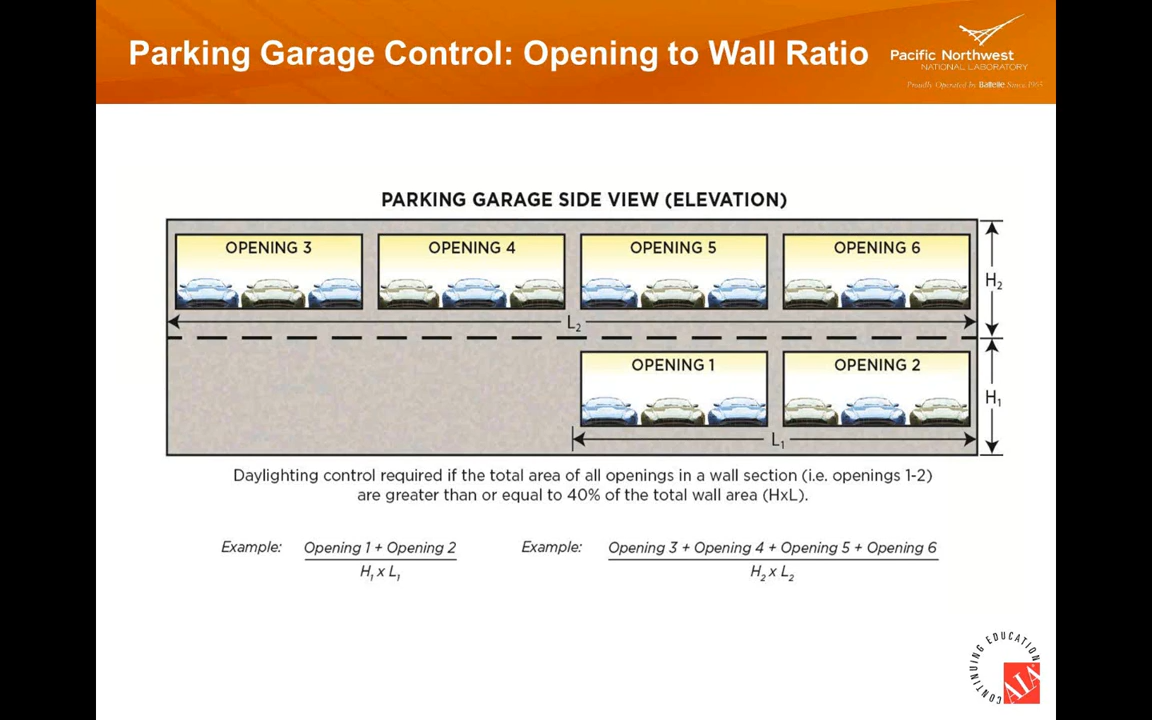 Parking Garage Control: Opening to Wall Ratio
Pacific Northwest
NATIONAL LABORATORY
Proudly Operated by Battelle Since 1965
PARKING GARAGE SIDE VIEW (ELEVATION)
OPENING 3
OPENING 4
OPENING 5
OPENING 6
H₂
L₂
OPENING 1
OPENING 2
H₁
L₁
Daylighting control required if the total area of all openings in a wall section (i.e. openings 1-2)
are greater than or equal to 40% of the total wall area (HxL).
Example: Opening 1 + Opening 2
H₁ x L₁
Example: Opening 3 + Opening 4 + Opening 5 + Opening 6
H₂ x L₂
CONTINUING EDUCATION
AIA